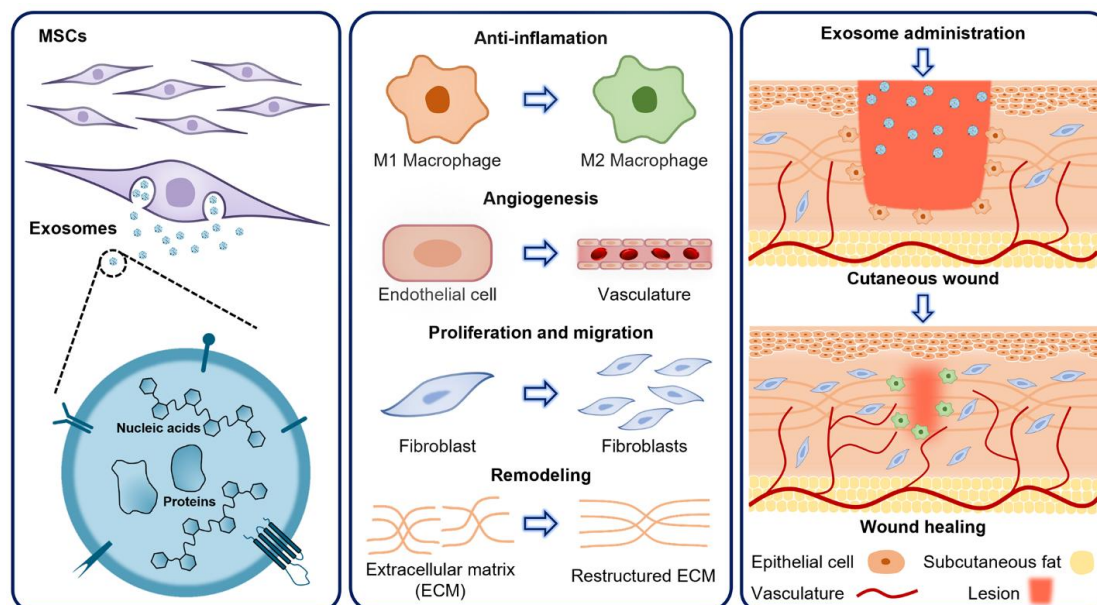 MSCs
Exosomes
Nucleic acids
Proteins
Anti-inflamation
M1 Macrophage
M2 Macrophage
Angiogenesis
Endothelial cell
Vasculature
Proliferation and migration
Fibroblast
Fibroblasts
Remodeling
Extracellular matrix
(ECM)
Restructured ECM
Exosome administration
Cutaneous wound
Wound healing
Epithelial cell
Subcutaneous fat
Vasculature
Lesion